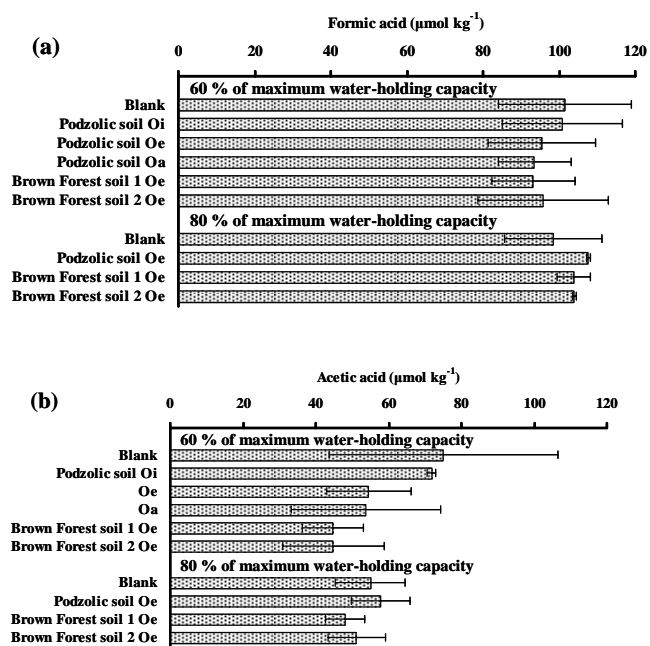 Formic acid (μmol kg⁻¹)
(a)
0 20 40 60 80 100 120
60 % of maximum water-holding capacity
Blank
Podzolic soil Oi
Podzolic soil Oe
Podzolic soil Oa
Brown Forest soil 1 Oe
Brown Forest soil 2 Oe
80 % of maximum water-holding capacity
Blank
Podzolic soil Oe
Brown Forest soil 1 Oe
Brown Forest soil 2 Oe
Acetic acid (μmol kg⁻¹)
(b)
0 20 40 60 80 100 120
60 % of maximum water-holding capacity
Blank
Podzolic soil Oi
Oe
Oa
Brown Forest soil 1 Oe
Brown Forest soil 2 Oe
80 % of maximum water-holding capacity
Blank
Podzolic soil Oe
Brown Forest soil 1 Oe
Brown Forest soil 2 Oe